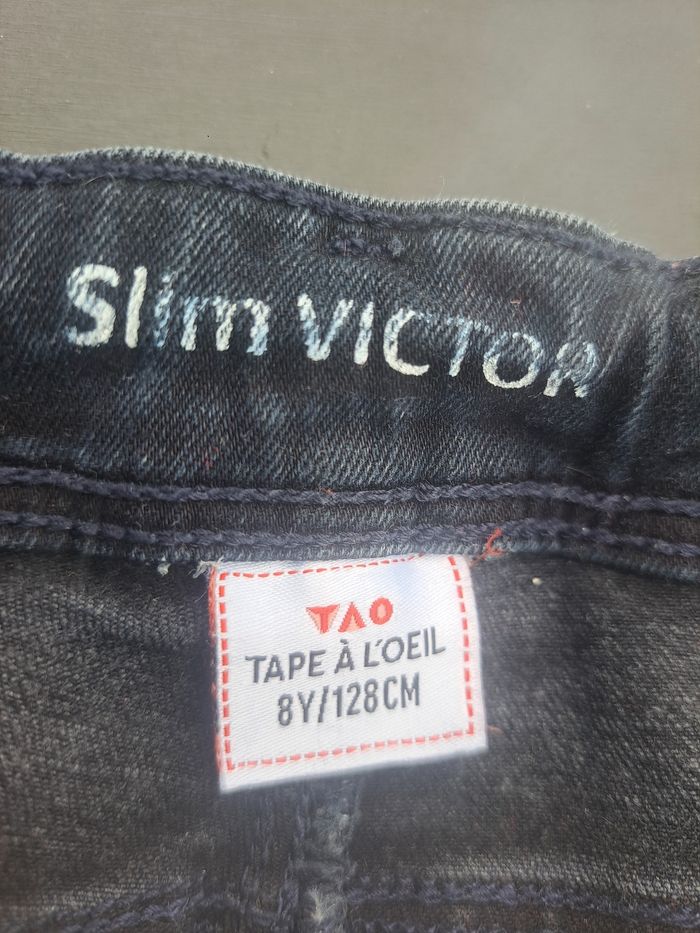 Slim VICTOR
TAO
TAPE À L'OEIL
8Y/128CM